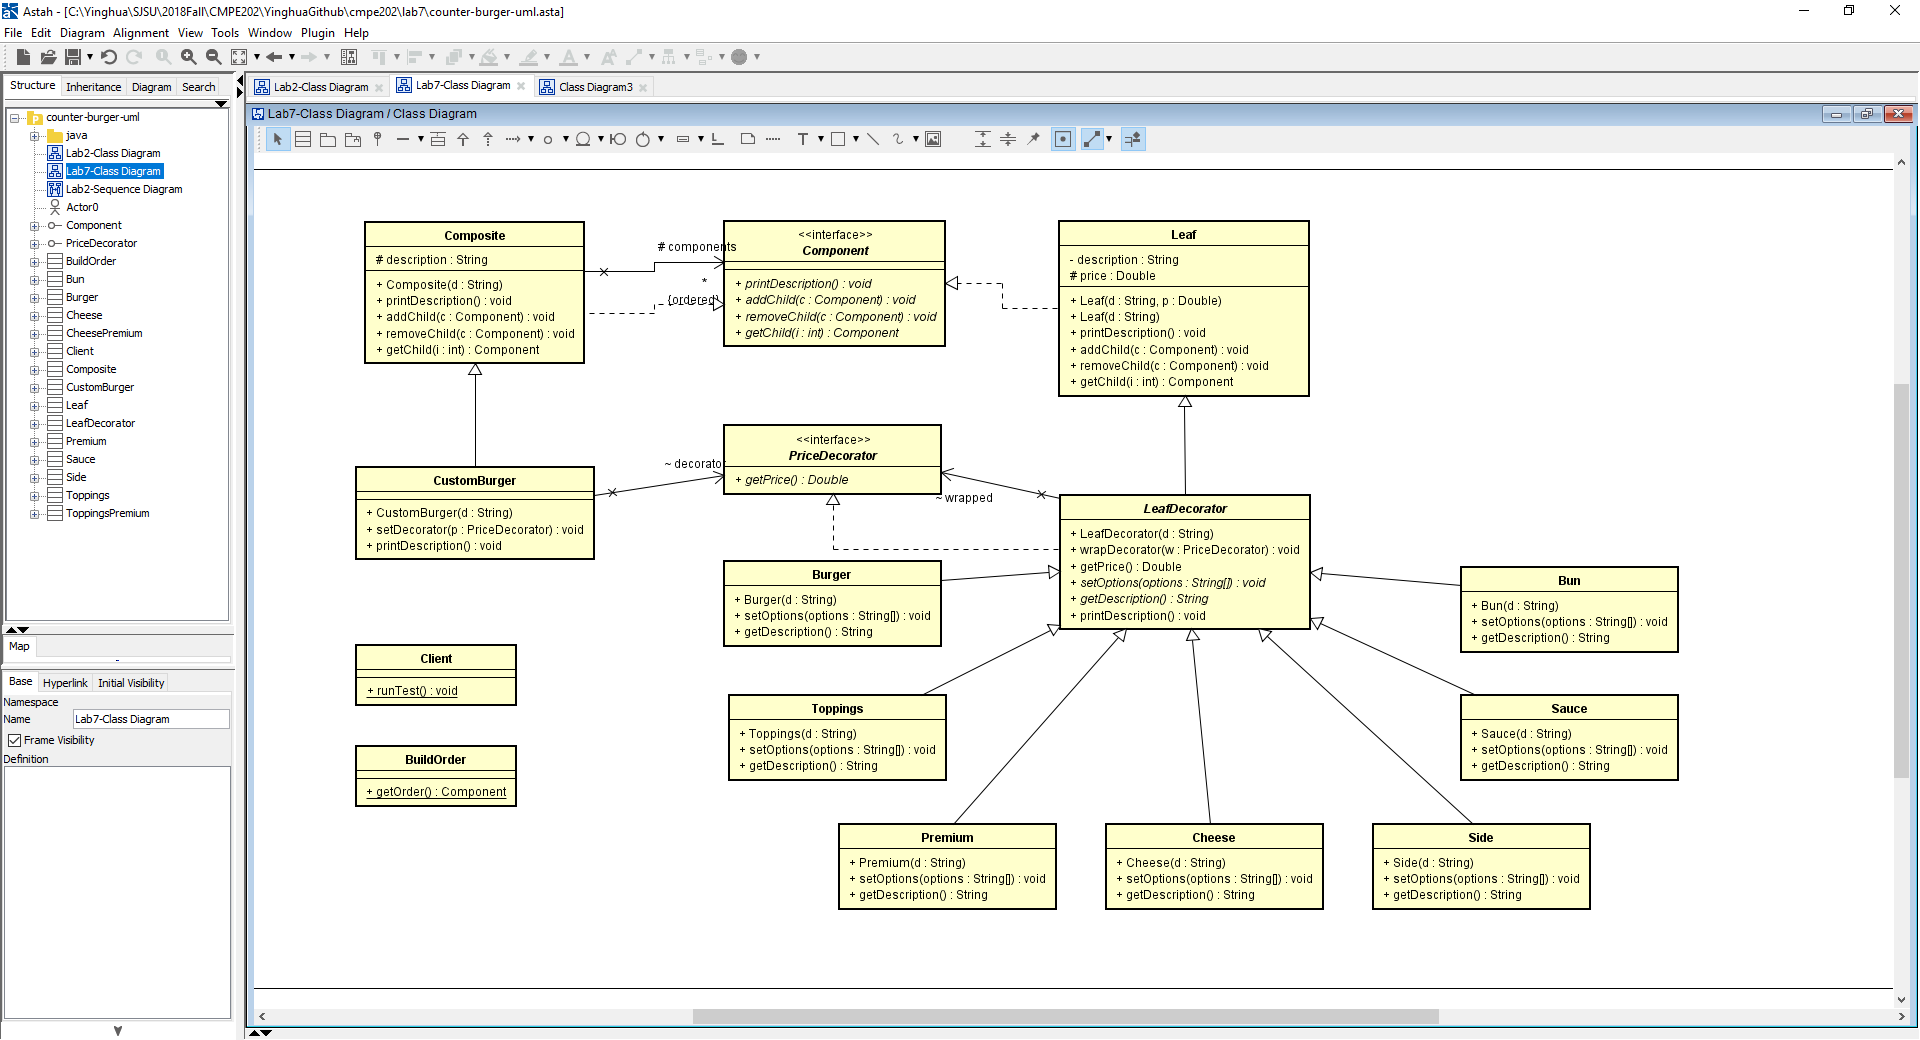 Astah - [C:\Yinghua\SJSU\2018Fall\CMPE202\YinghuaGithub\cmpe202\lab7\counter-burger-uml.asta]
File Edit Diagram Alignment View Tools Window Plugin Help
Structure Inheritance Diagram Search
counter-burger-uml
java
Lab2-Class Diagram
Lab7-Class Diagram
Lab2-Sequence Diagram
Actor0
Component
PriceDecorator
BuildOrder
Bun
Burger
Cheese
CheesePremium
Client
Composite
CustomBurger
Leaf
LeafDecorator
Premium
Sauce
Side
Toppings
ToppingsPremium
Map
Base Hyperlink Initial Visibility
Namespace
Name Lab7-Class Diagram
Frame Visibility
Definition
Lab2-Class Diagram Lab7-Class Diagram Class Diagram3
Lab7-Class Diagram / Class Diagram
Composite
# description : String
+ Composite(d : String)
+ printDescription() : void
+ addChild(c : Component) : void
+ removeChild(c : Component) : void
+ getChild(i : int) : Component
# components
*
{ordered}
<<interface>>
Component
+ printDescription() : void
+ addChild(c : Component) : void
+ removeChild(c : Component) : void
+ getChild(i : int) : Component
Leaf
- description : String
# price : Double
+ Leaf(d : String, p : Double)
+ Leaf(d : String)
+ printDescription() : void
+ addChild(c : Component) : void
+ removeChild(c : Component) : void
+ getChild(i : int) : Component
CustomBurger
+ CustomBurger(d : String)
+ setDecorator(p : PriceDecorator) : void
+ printDescription() : void
~ decorator
<<interface>>
PriceDecorator
+ getPrice() : Double
~ wrapped
LeafDecorator
+ LeafDecorator(d : String)
+ wrapDecorator(w : PriceDecorator) : void
+ getPrice() : Double
+ setOptions(options : String[]) : void
+ getDescription() : String
+ printDescription() : void
Burger
+ Burger(d : String)
+ setOptions(options : String[]) : void
+ getDescription() : String
Bun
+ Bun(d : String)
+ setOptions(options : String[]) : void
+ getDescription() : String
Client
+ runTest() : void
BuildOrder
+ getOrder() : Component
Toppings
+ Toppings(d : String)
+ setOptions(options : String[]) : void
+ getDescription() : String
Sauce
+ Sauce(d : String)
+ setOptions(options : String[]) : void
+ getDescription() : String
Premium
+ Premium(d : String)
+ setOptions(options : String[]) : void
+ getDescription() : String
Cheese
+ Cheese(d : String)
+ setOptions(options : String[]) : void
+ getDescription() : String
Side
+ Side(d : String)
+ setOptions(options : String[]) : void
+ getDescription() : String